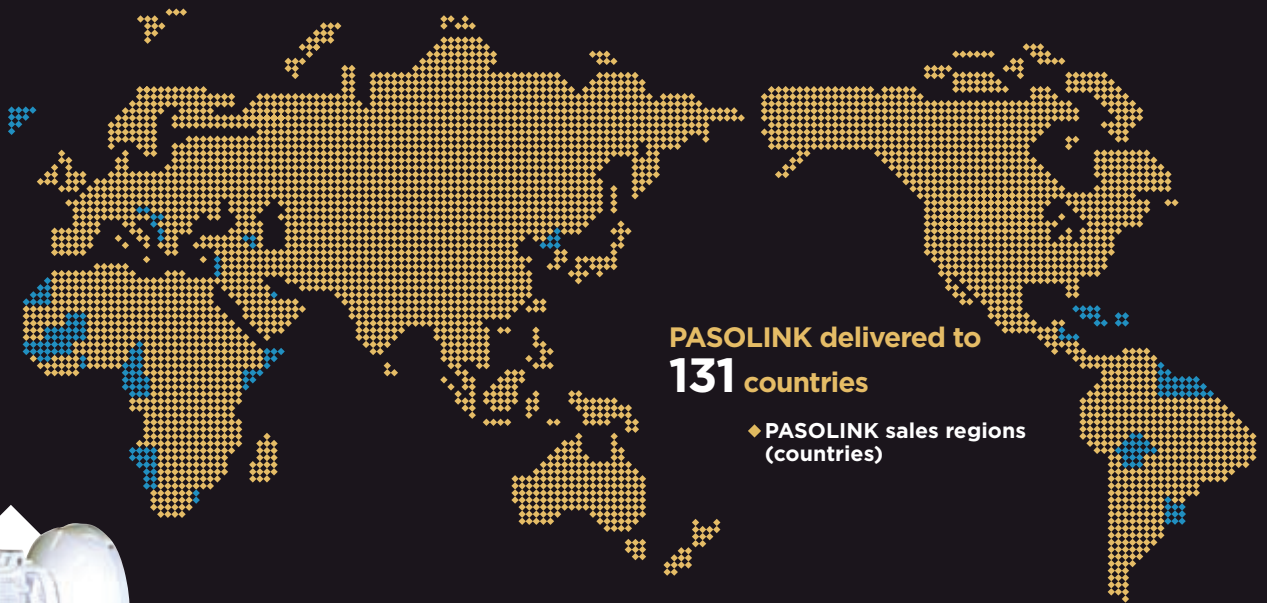 PASOLINK delivered to
131 countries
PASOLINK sales regions
(countries)